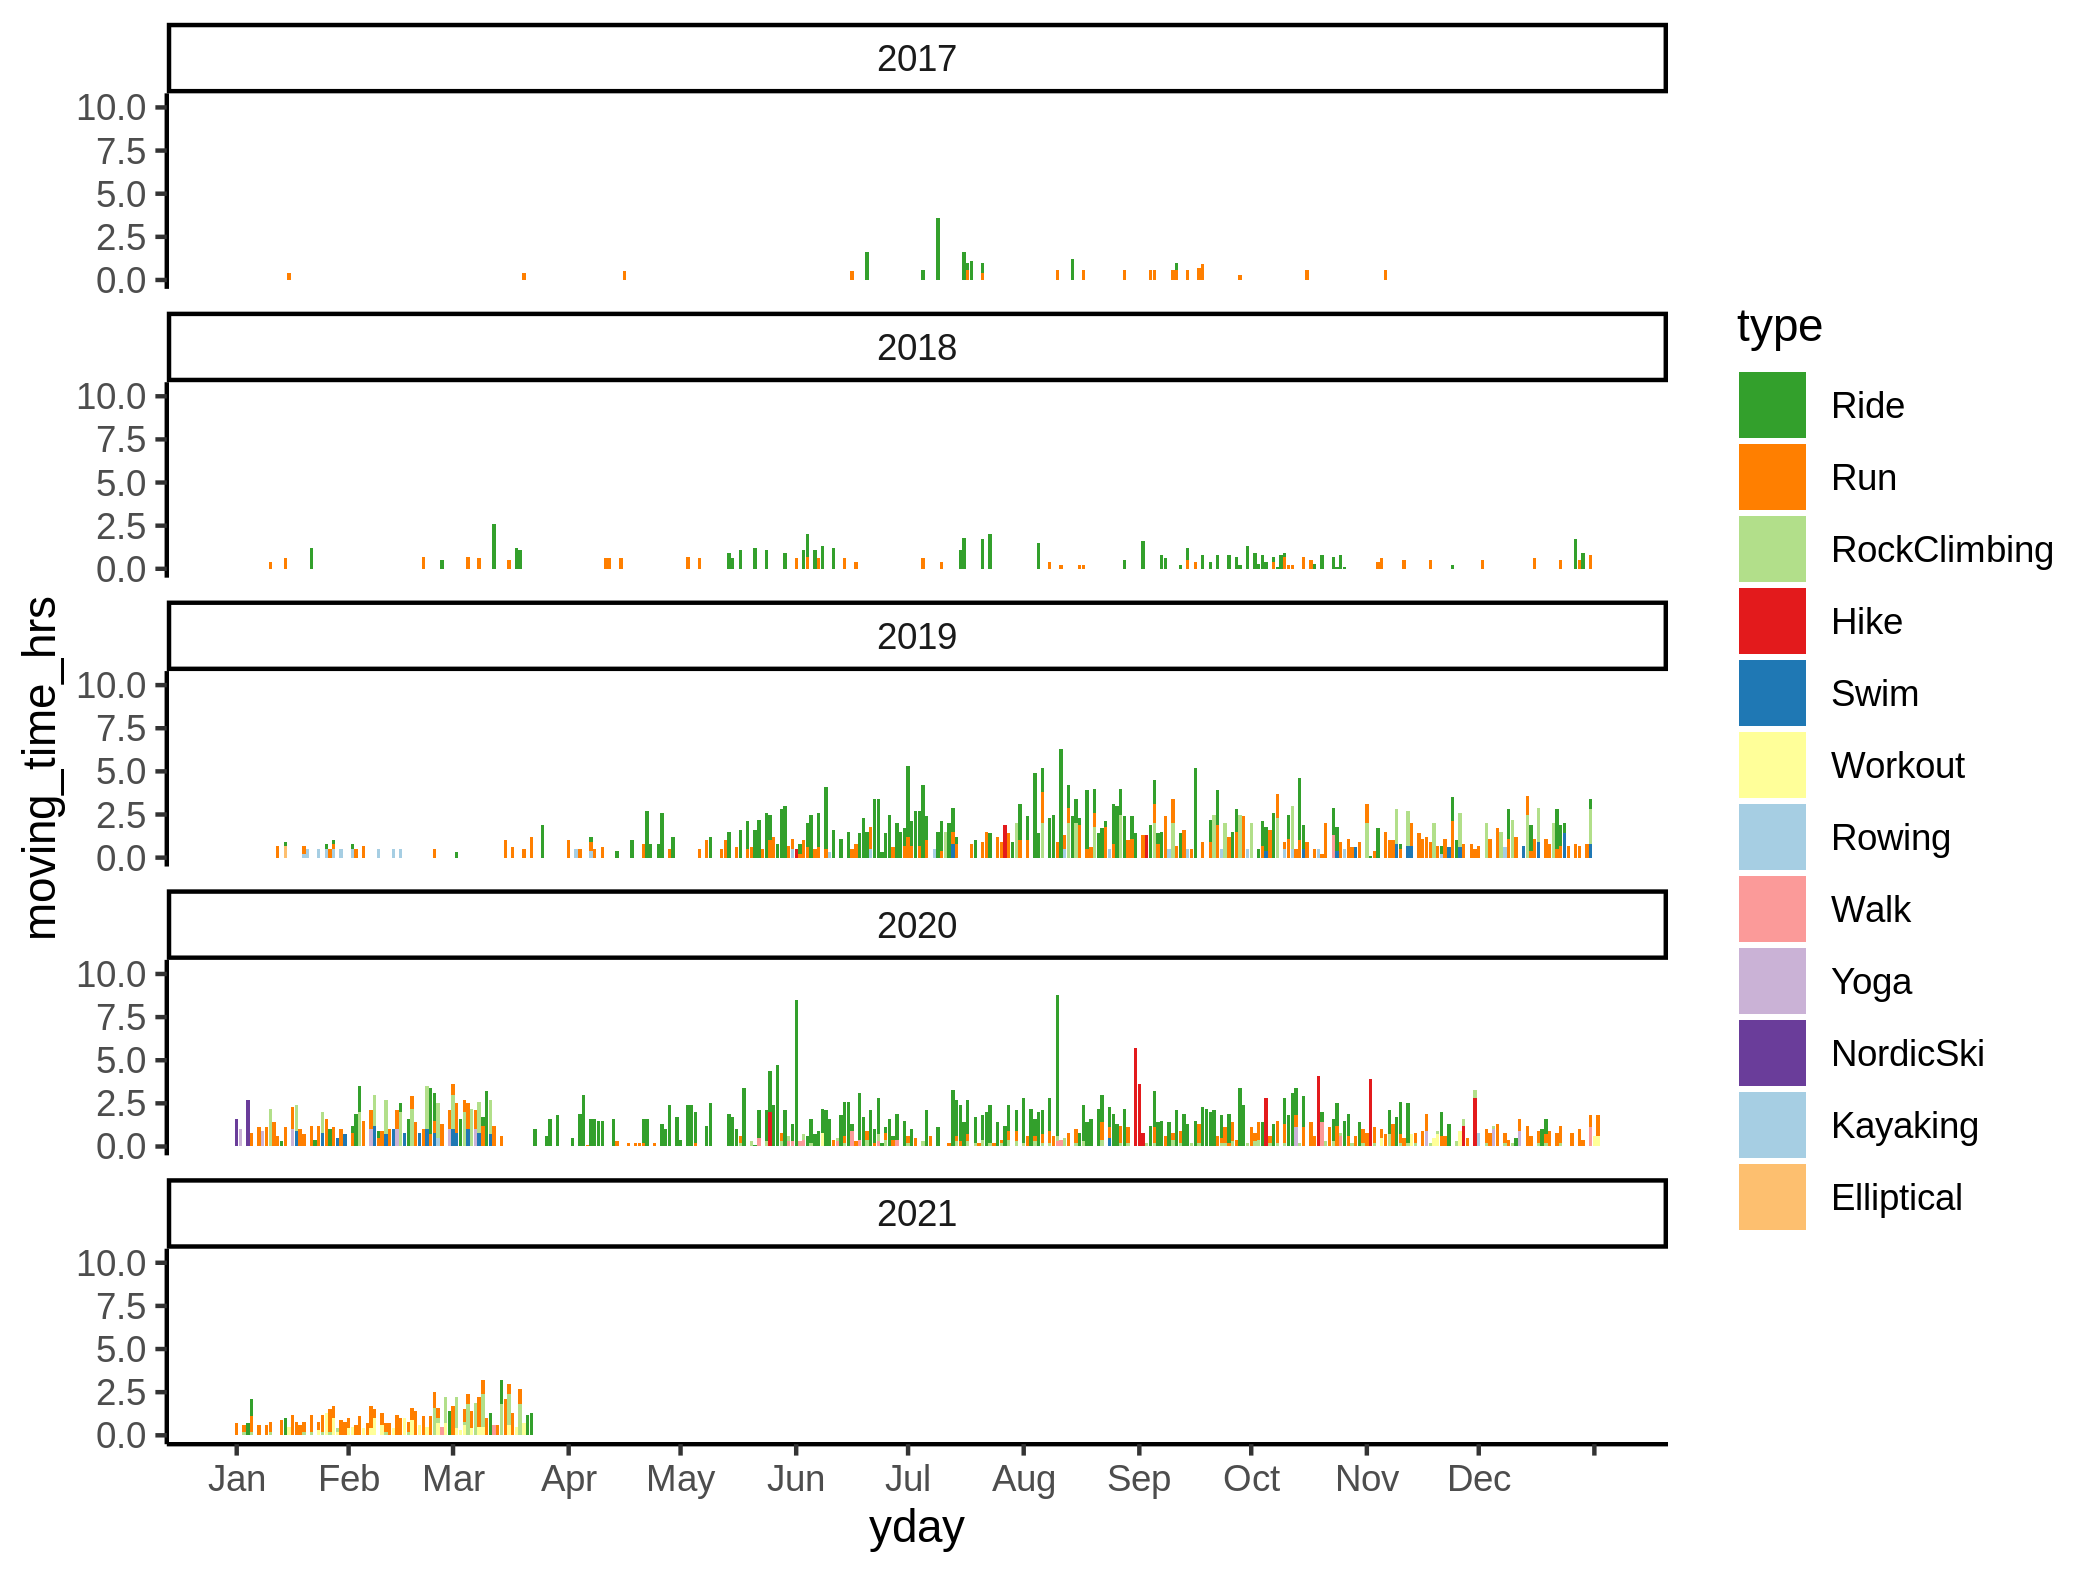 2017
10.0
7.5
5.0
2.5
0.0
2018
10.0
7.5
5.0
2.5
0.0
2019
10.0
7.5
5.0
2.5
0.0
2020
10.0
7.5
5.0
2.5
0.0
2021
10.0
7.5
5.0
2.5
0.0
Jan Feb Mar Apr May Jun Jul Aug Sep Oct Nov Dec
yday
moving_time_hrs
type
Ride
Run
RockClimbing
Hike
Swim
Workout
Rowing
Walk
Yoga
NordicSki
Kayaking
Elliptical